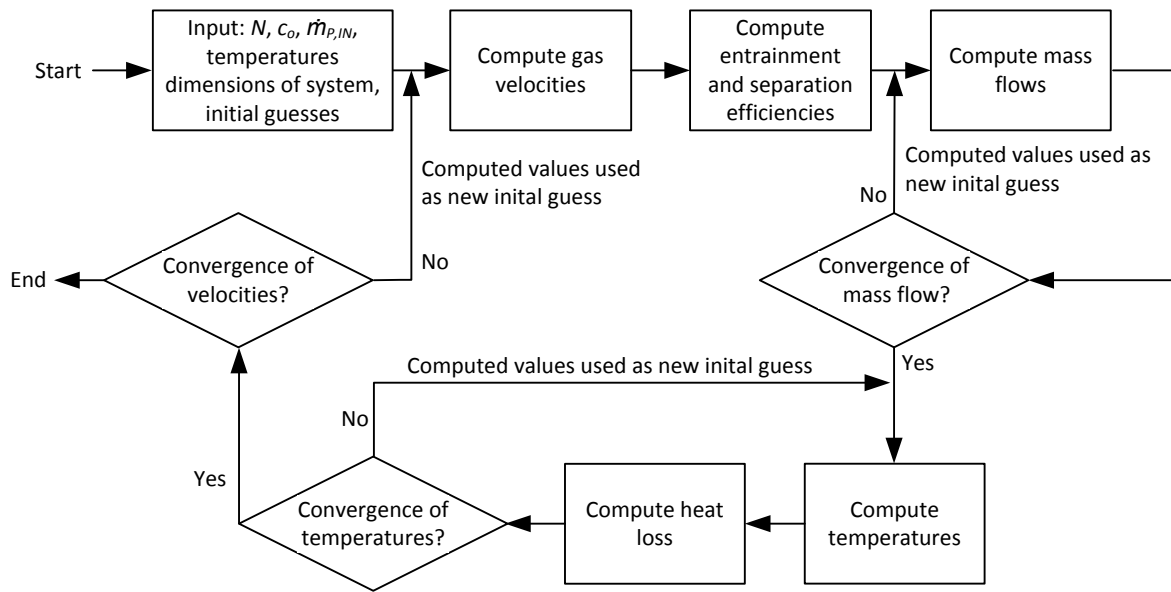 Start
Input: N, cₒ, ṁ_P,IN,
temperatures
dimensions of system,
initial guesses
Compute gas
velocities
Compute
entrainment
and separation
efficiencies
Compute mass
flows
Computed values used
as new inital guess
No
Computed values used as
new inital guess
No
End
Convergence of
velocities?
Convergence of
mass flow?
Yes
Computed values used as new inital guess
No
Yes
Convergence of
temperatures?
Compute heat
loss
Compute
temperatures